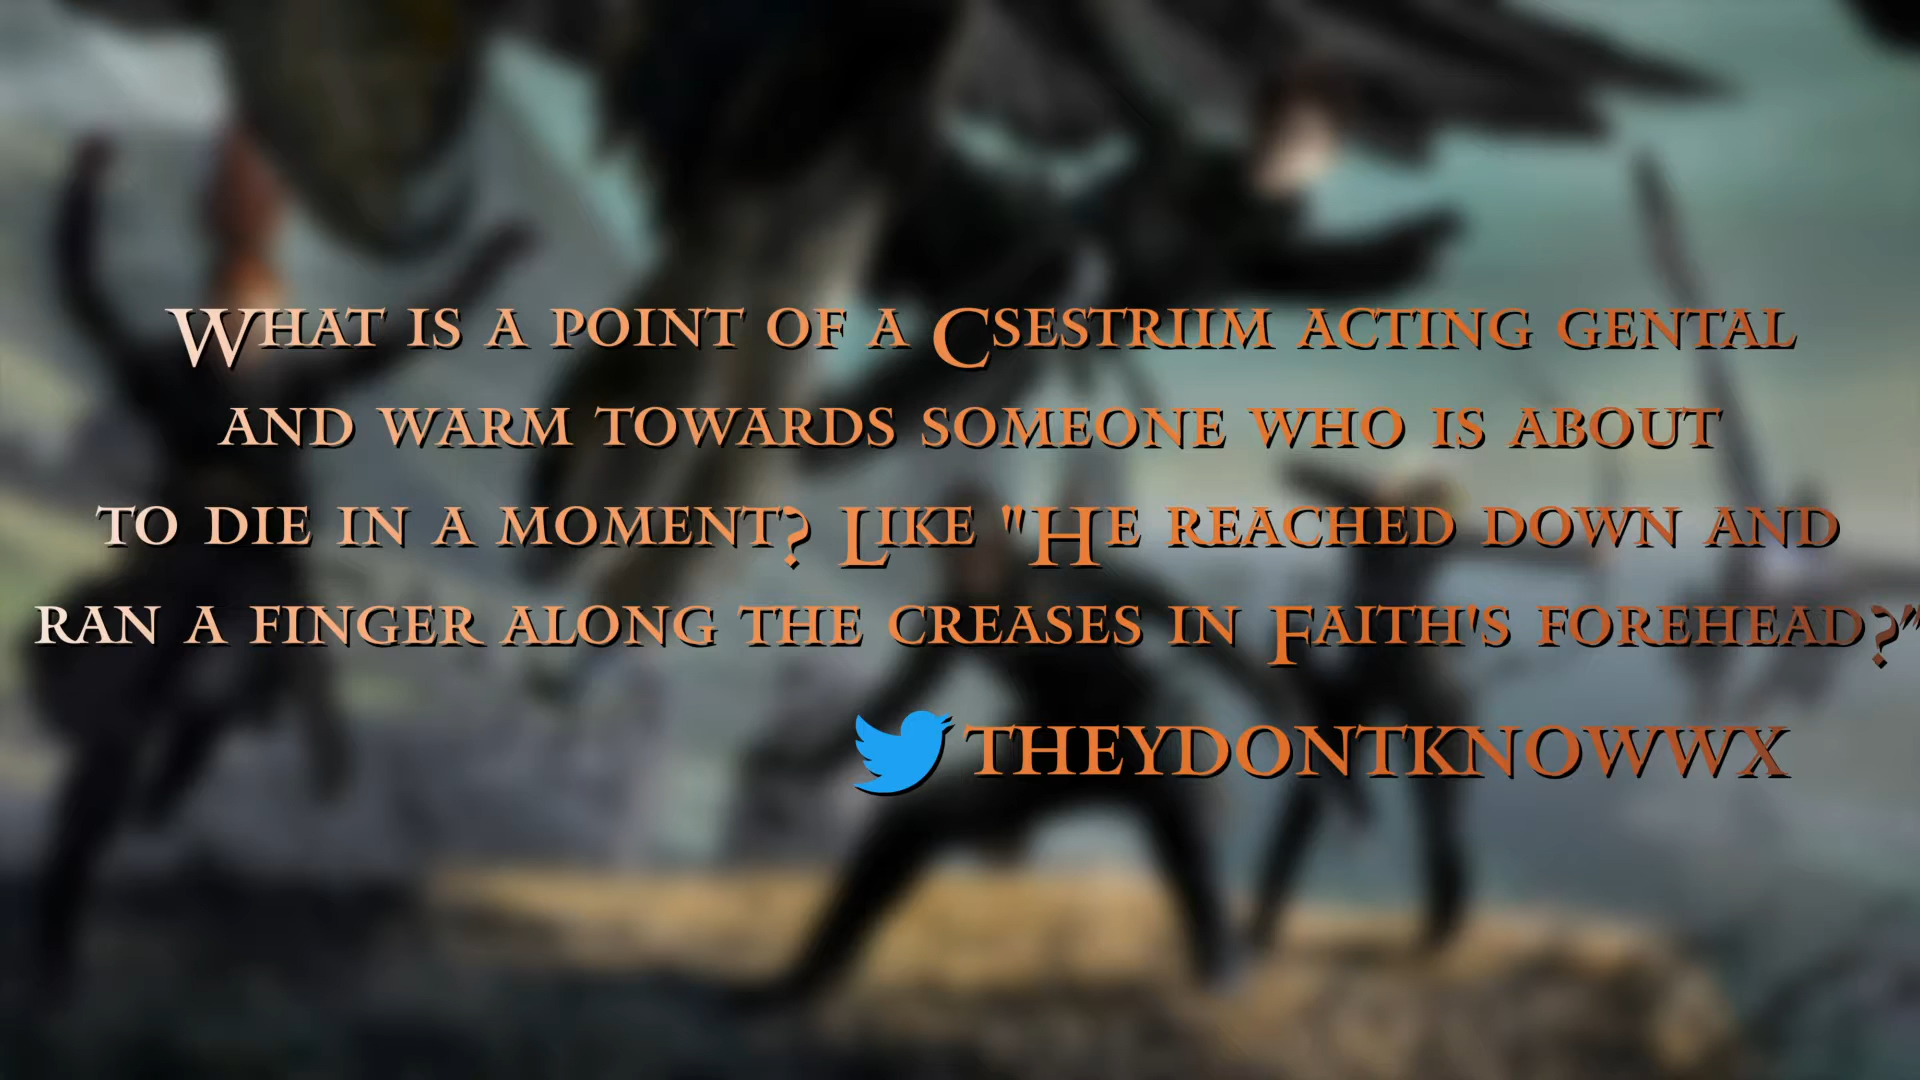 What is a point of a Csestriim acting gental
and warm towards someone who is about
to die in a moment? Like "He reached down and
ran a finger along the creases in Faith's forehead?"
theydontknowwx